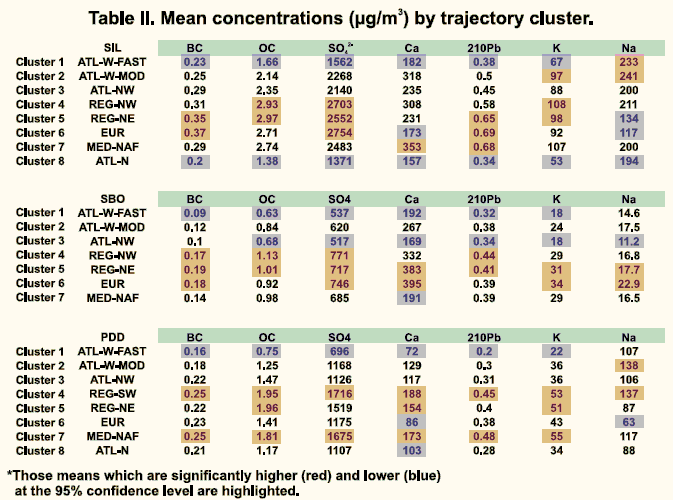 Table II. Mean concentrations (µg/m³) by trajectory cluster.
SIL BC OC SO₄²⁻ Ca 210Pb K Na
Cluster 1 ATL-W-FAST 0.23 1.66 1562 182 0.38 67 233
Cluster 2 ATL-W-MOD 0.25 2.14 2268 318 0.5 97 241
Cluster 3 ATL-NW 0.29 2.35 2140 235 0.45 88 200
Cluster 4 REG-NW 0.31 2.93 2703 308 0.58 108 211
Cluster 5 REG-NE 0.35 2.97 2552 231 0.65 98 134
Cluster 6 EUR 0.37 2.71 2754 173 0.69 92 117
Cluster 7 MED-NAF 0.29 2.74 2483 353 0.68 107 200
Cluster 8 ATL-N 0.2 1.38 1371 157 0.34 53 194
SBO BC OC SO4 Ca 210Pb K Na
Cluster 1 ATL-W-FAST 0.09 0.63 537 192 0.32 18 14.6
Cluster 2 ATL-W-MOD 0,12 0,84 620 267 0.38 24 17,5
Cluster 3 ATL-NW 0,1 0.68 517 169 0.34 18 11.2
Cluster 4 REG-NW 0.17 1.13 771 332 0.44 29 16,8
Cluster 5 REG-NE 0.19 1.01 717 383 0.41 31 17.7
Cluster 6 EUR 0.18 0.92 746 395 0.39 34 22.9
Cluster 7 MED-NAF 0.14 0.98 685 191 0.39 29 16.5
PDD BC OC SO4 Ca 210Pb K Na
Cluster 1 ATL-W-FAST 0.16 0.75 696 72 0.2 22 107
Cluster 2 ATL-W-MOD 0,18 1.25 1168 129 0.3 36 138
Cluster 3 ATL-NW 0.22 1.47 1126 117 0.31 36 106
Cluster 4 REG-SW 0.25 1.95 1716 188 0.45 53 137
Cluster 5 REG-NE 0.22 1.96 1519 154 0.4 51 87
Cluster 6 EUR 0.23 1,41 1175 86 0.38 43 63
Cluster 7 MED-NAF 0.25 1.81 1675 173 0.48 55 117
Cluster 8 ATL-N 0.21 1.17 1107 103 0.28 34 88
*Those means which are significantly higher (red) and lower (blue)
at the 95% confidence level are highlighted.